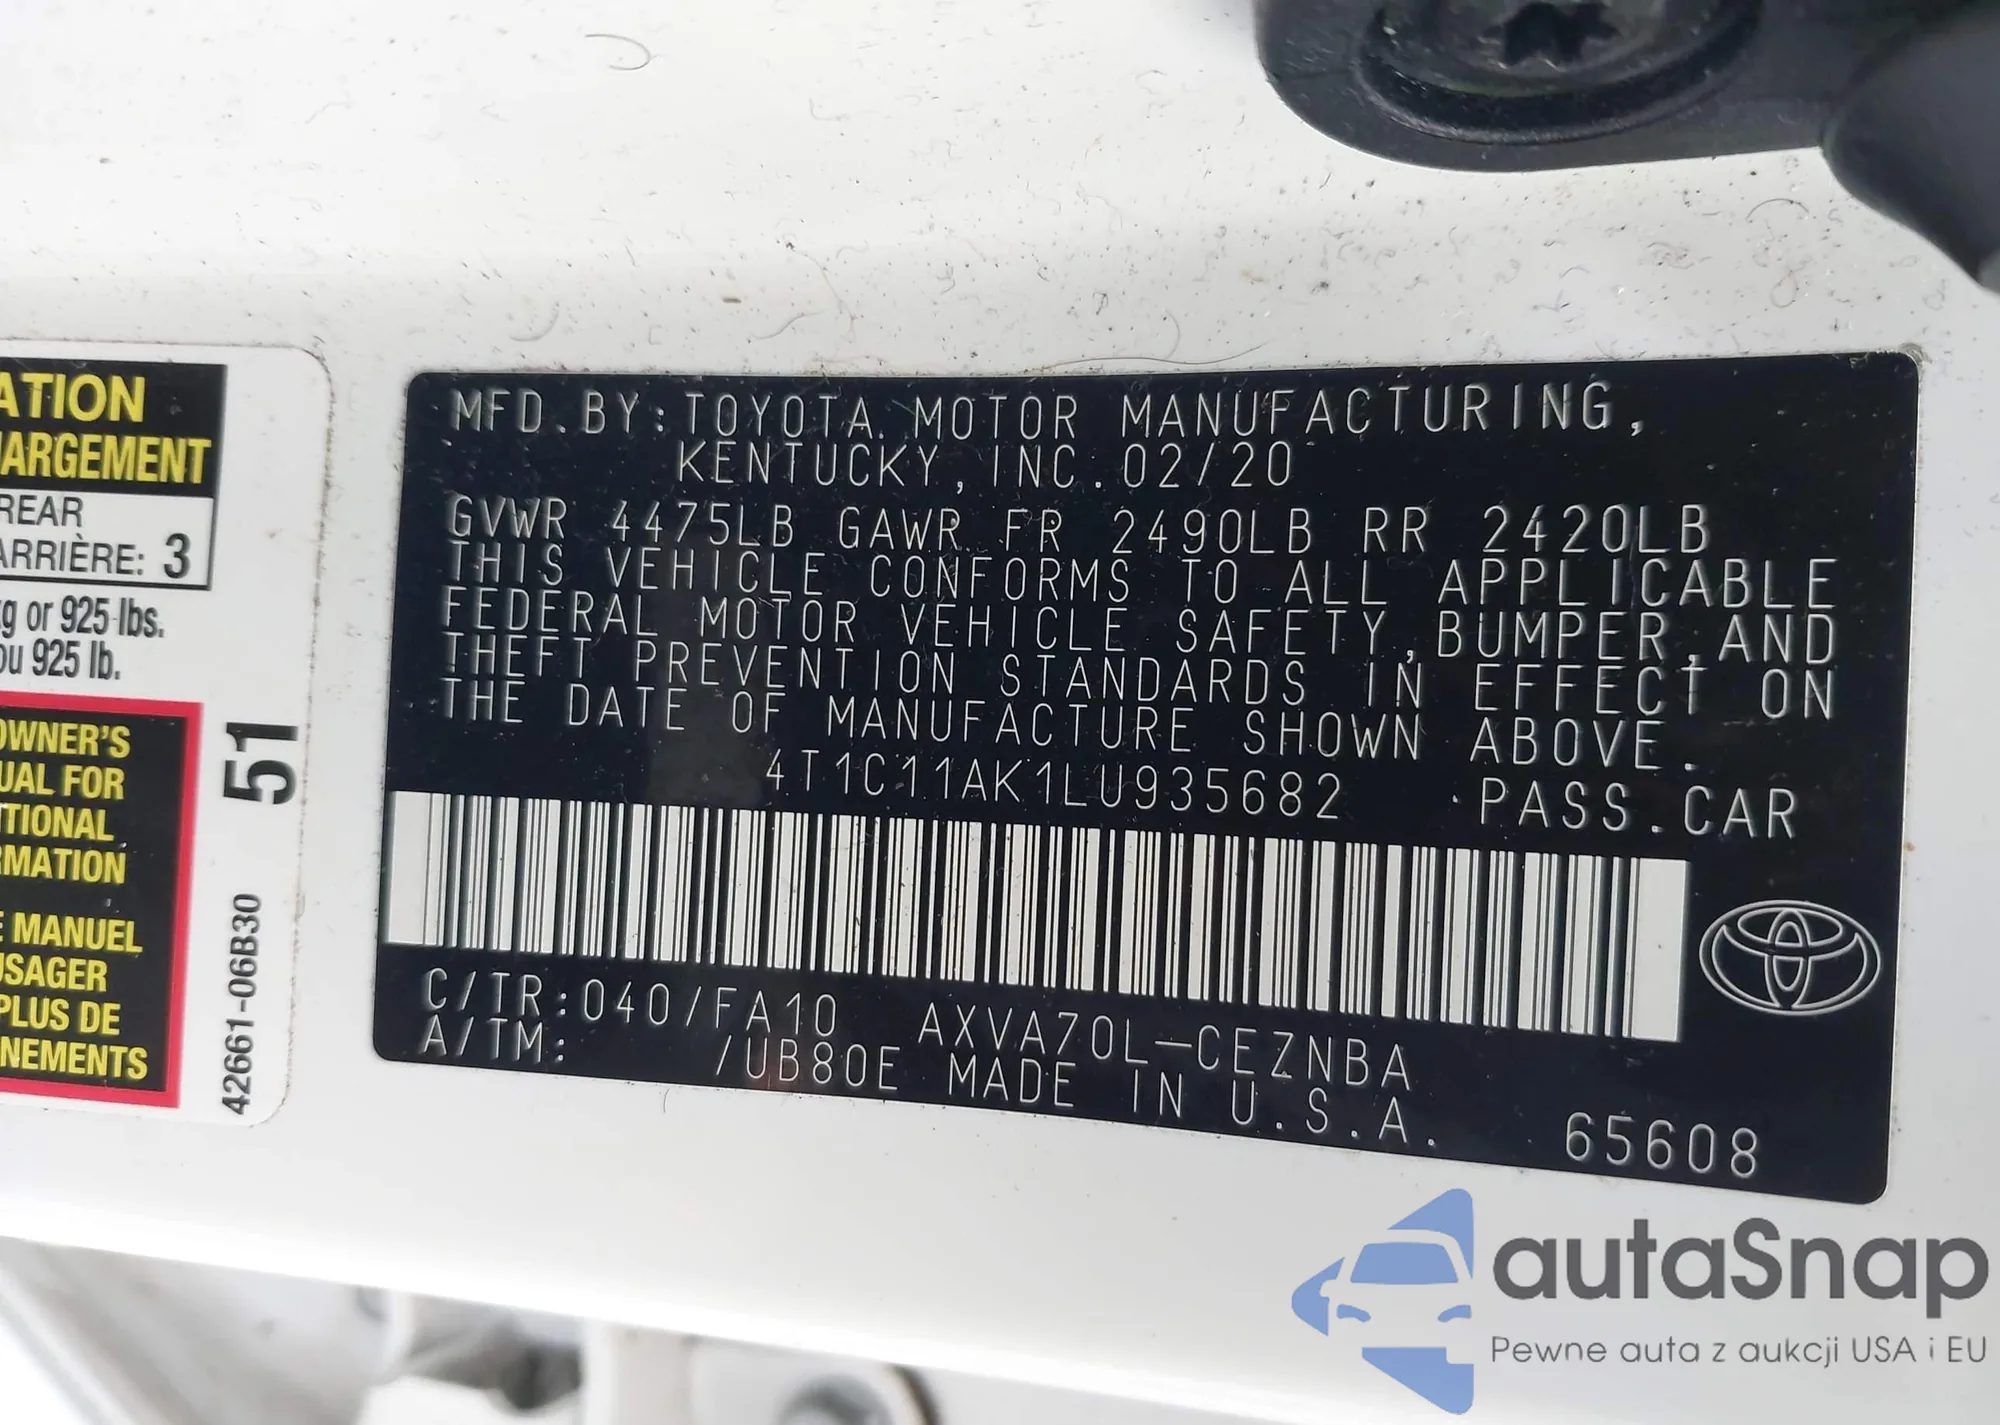 ATION
ARGEMENT
REAR
ARRIÈRE: 3
kg or 925 lbs.
ou 925 lb.
OWNER'S
UAL FOR
ITIONAL
RMATION
E MANUEL
USAGER
PLUS DE
NEMENTS
51
42661-06B30
MFD.BY:TOYOTA MOTOR MANUFACTURING,
KENTUCKY, INC. 02/20
GVWR 4475LB GAWR FR 2490LB RR 2420LB
THIS VEHICLE CONFORMS TO ALL APPLICABLE
FEDERAL MOTOR VEHICLE SAFETY,BUMPER,AND
THEFT PREVENTION STANDARDS IN EFFECT ON
THE DATE OF MANUFACTURE SHOWN ABOVE.
4T1C11AK1LU935682 PASS.CAR
C/TR:040/FA10 AXVA70L-CEZNBA
A/TM: /UB80E MADE IN U.S.A.
65608
autaSnap
Pewne auta z aukcji USA i EU